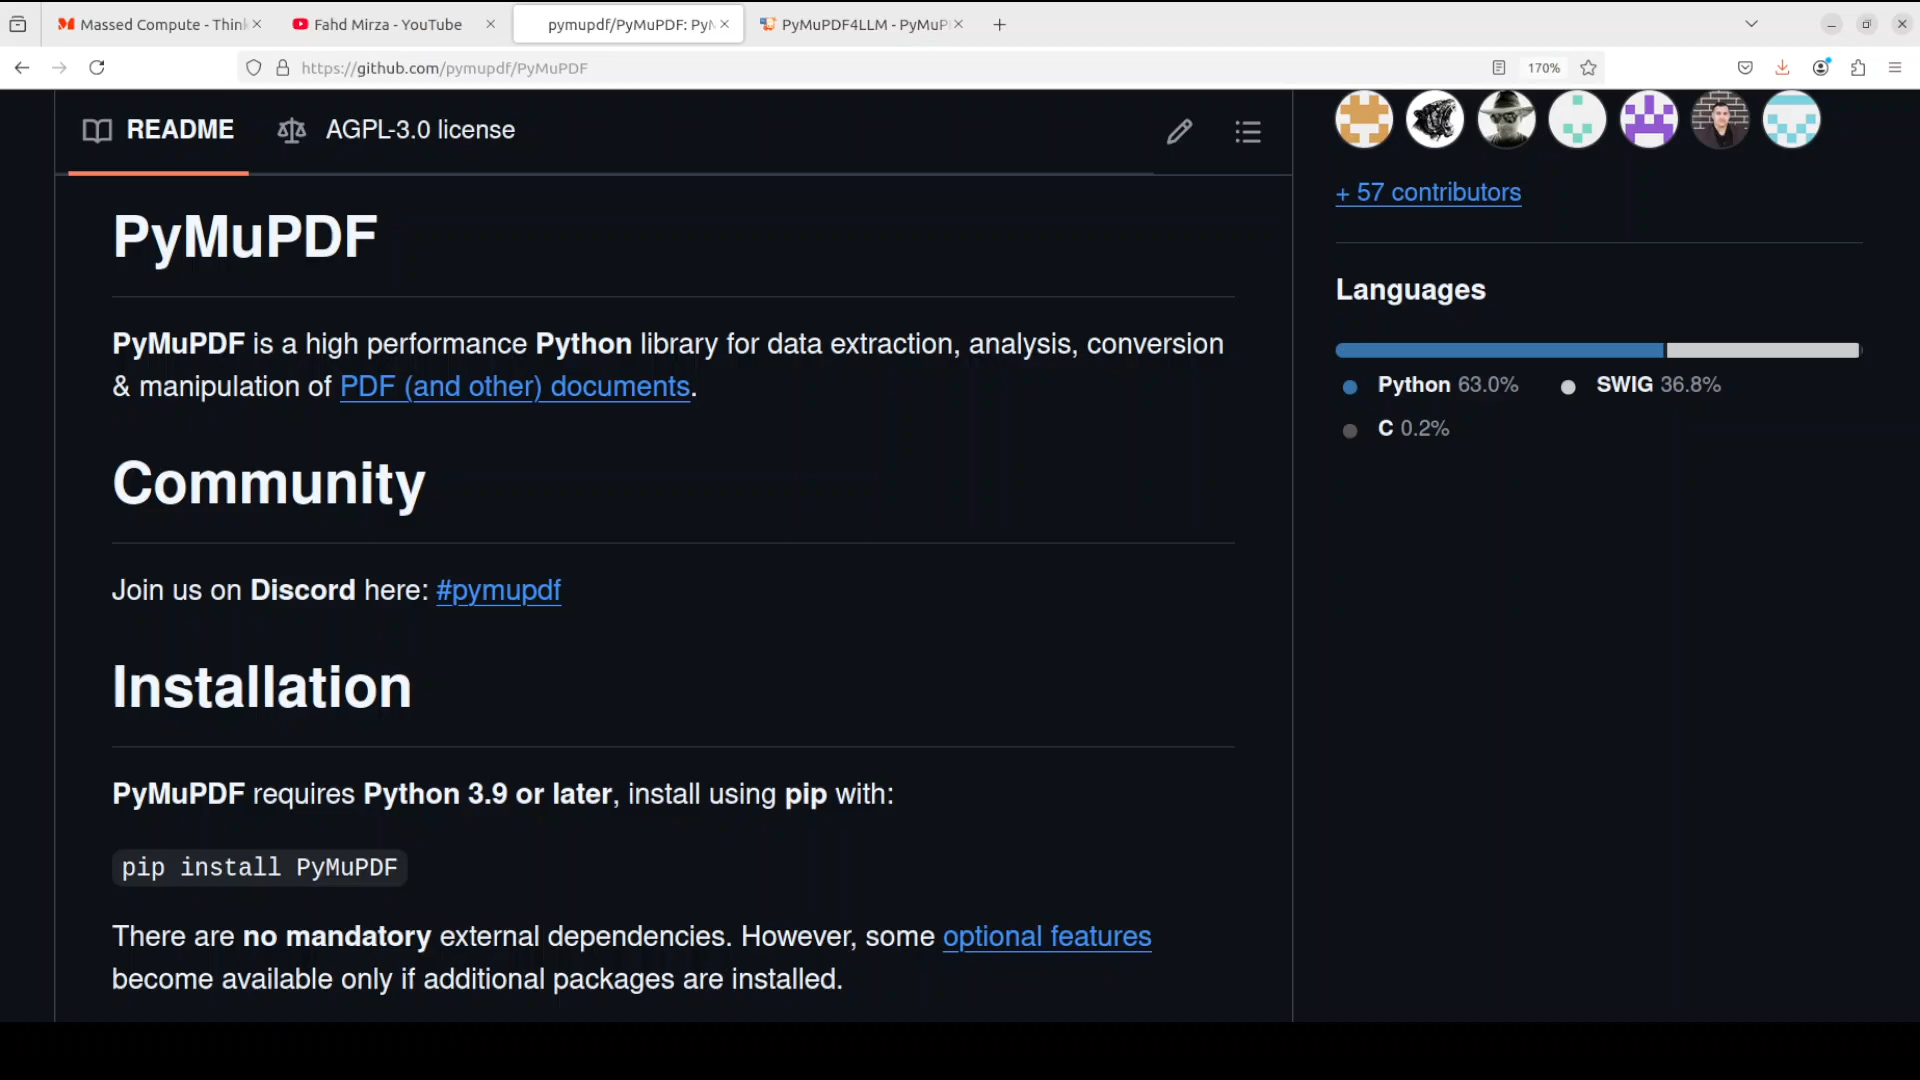 Massed Compute - Think
Fahd Mirza - YouTube
pymupdf/PyMuPDF: PyM
PyMuPDF4LLM - PyMuP
https://github.com/pymupdf/PyMuPDF
170%
README
AGPL-3.0 license
PyMuPDF
PyMuPDF is a high performance Python library for data extraction, analysis, conversion
& manipulation of PDF (and other) documents.
Community
Join us on Discord here: #pymupdf
Installation
PyMuPDF requires Python 3.9 or later, install using pip with:
pip install PyMuPDF
There are no mandatory external dependencies. However, some optional features
become available only if additional packages are installed.
+ 57 contributors
Languages
Python 63.0%
SWIG 36.8%
C 0.2%